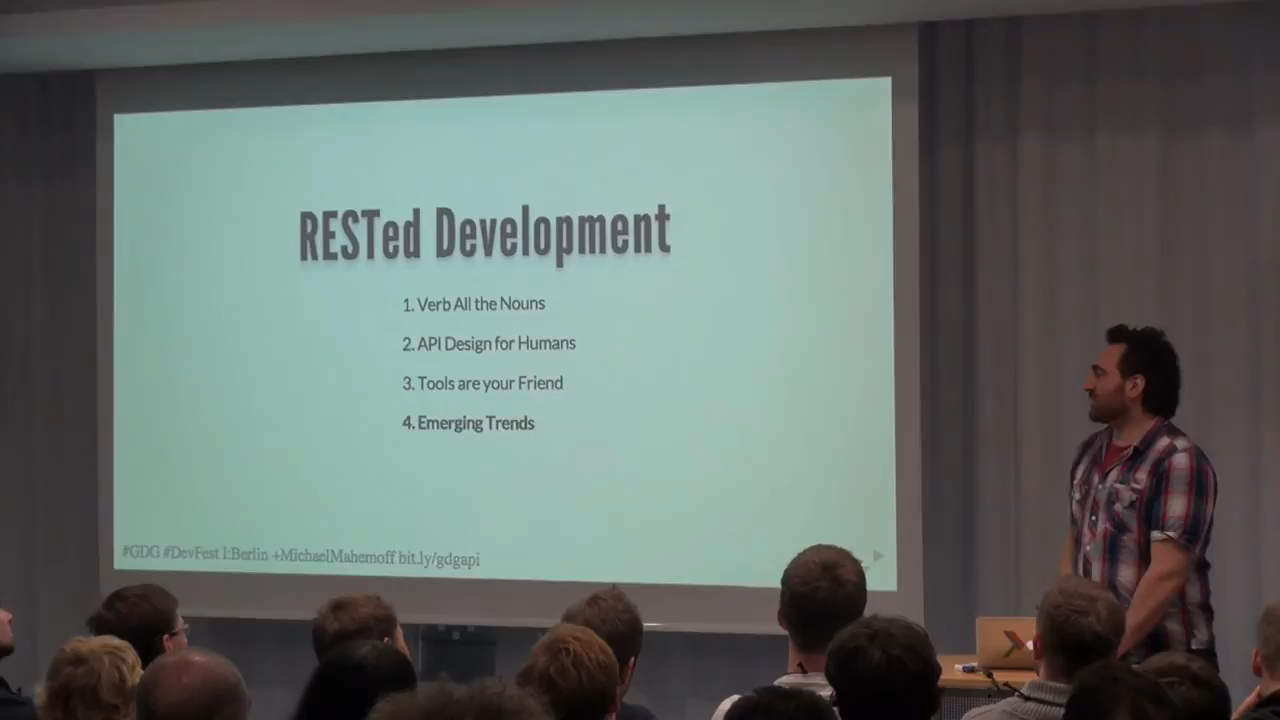 RESTed Development
1. Verb All the Nouns
2. API Design for Humans
3. Tools are your Friend
4. Emerging Trends
#GDG #DevFest l:Berlin +MichaelMahemoff bit.ly/gdgapi